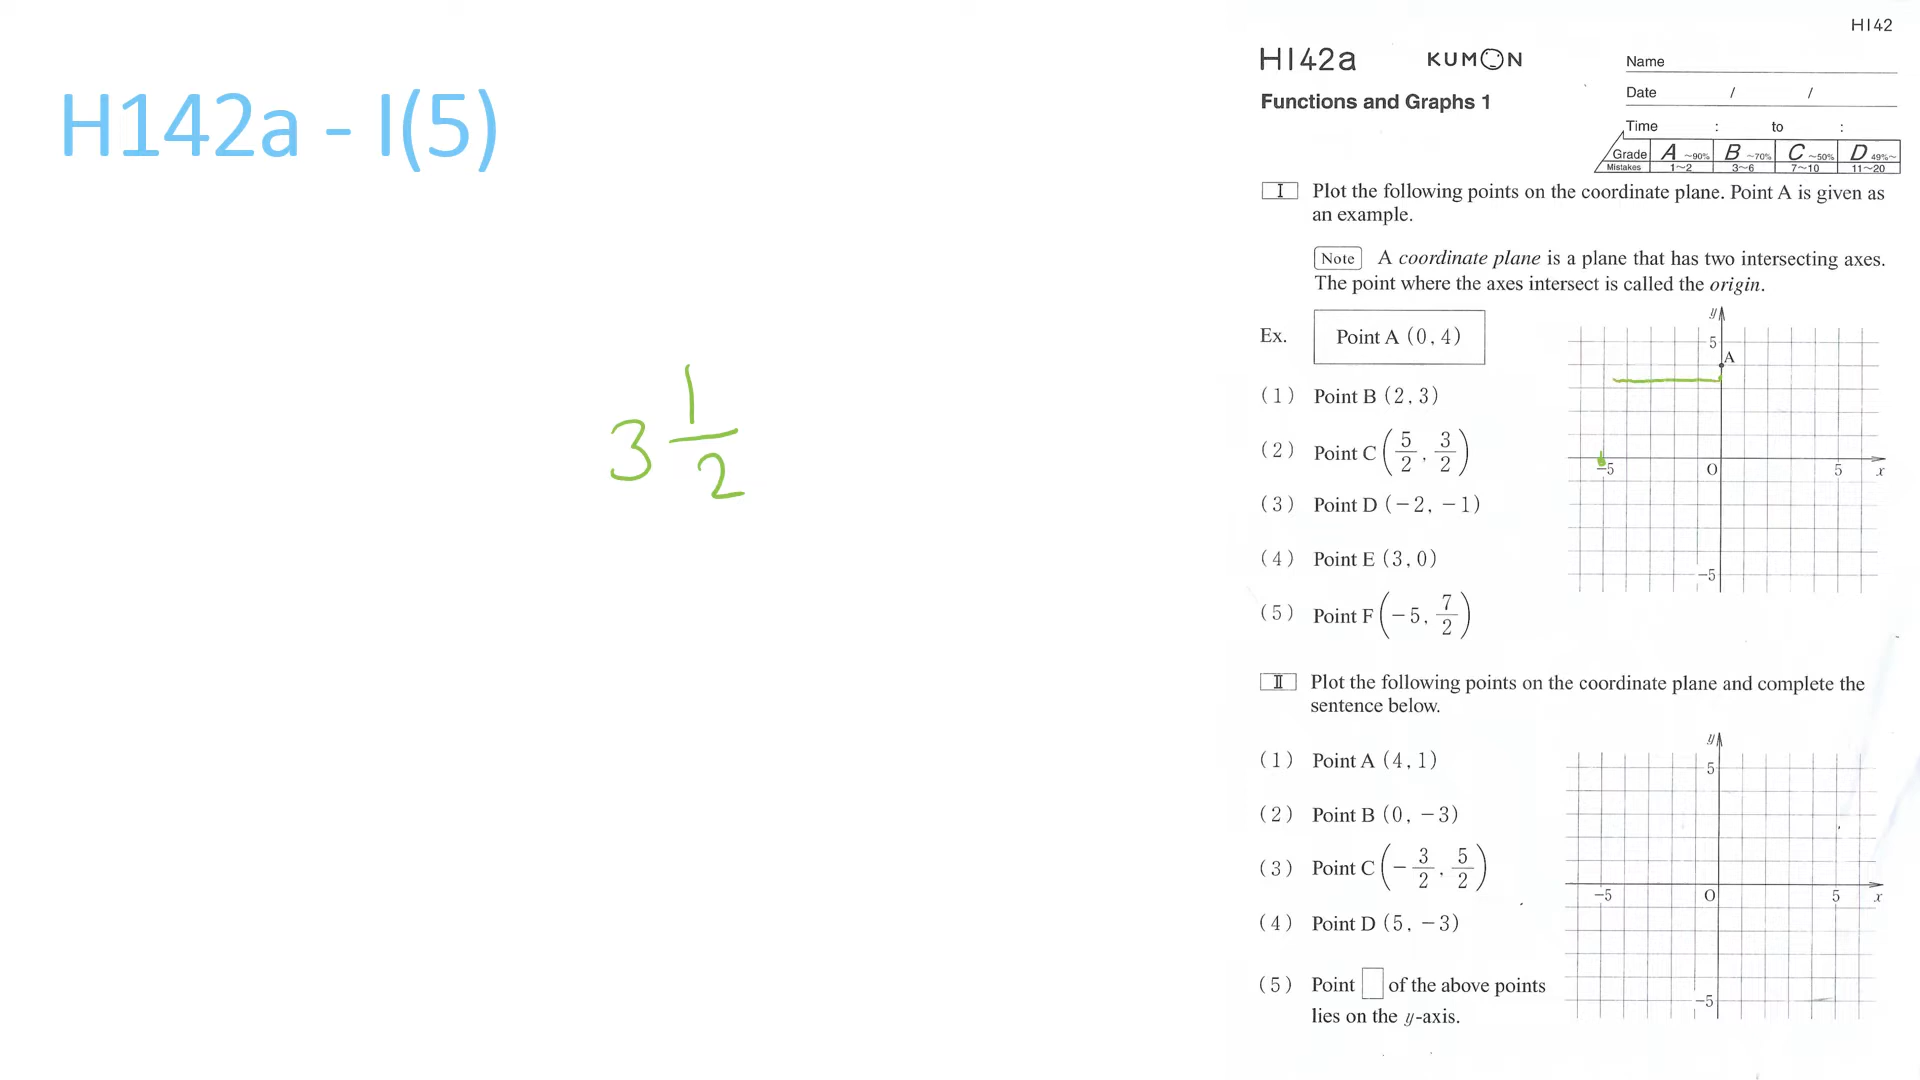 H142a - I(5)
3 1/2
H142
H142a KUMON
Functions and Graphs 1
Name
Date / /
Time : to :
Grade A ~90% B ~70% C ~50% D 49%~
Mistakes 1~2 3~6 7~10 11~20
I Plot the following points on the coordinate plane. Point A is given as
an example.
Note A coordinate plane is a plane that has two intersecting axes.
The point where the axes intersect is called the origin.
Ex. Point A (0, 4)
(1) Point B (2, 3)
(2) Point C (5/2, 3/2)
(3) Point D (−2, −1)
(4) Point E (3, 0)
(5) Point F (−5, 7/2)
y
5
A
−5 O 5 x
−5
II Plot the following points on the coordinate plane and complete the
sentence below.
(1) Point A (4, 1)
(2) Point B (0, −3)
(3) Point C (−3/2, 5/2)
(4) Point D (5, −3)
(5) Point □ of the above points
lies on the y-axis.
y
5
−5 O 5 x
−5